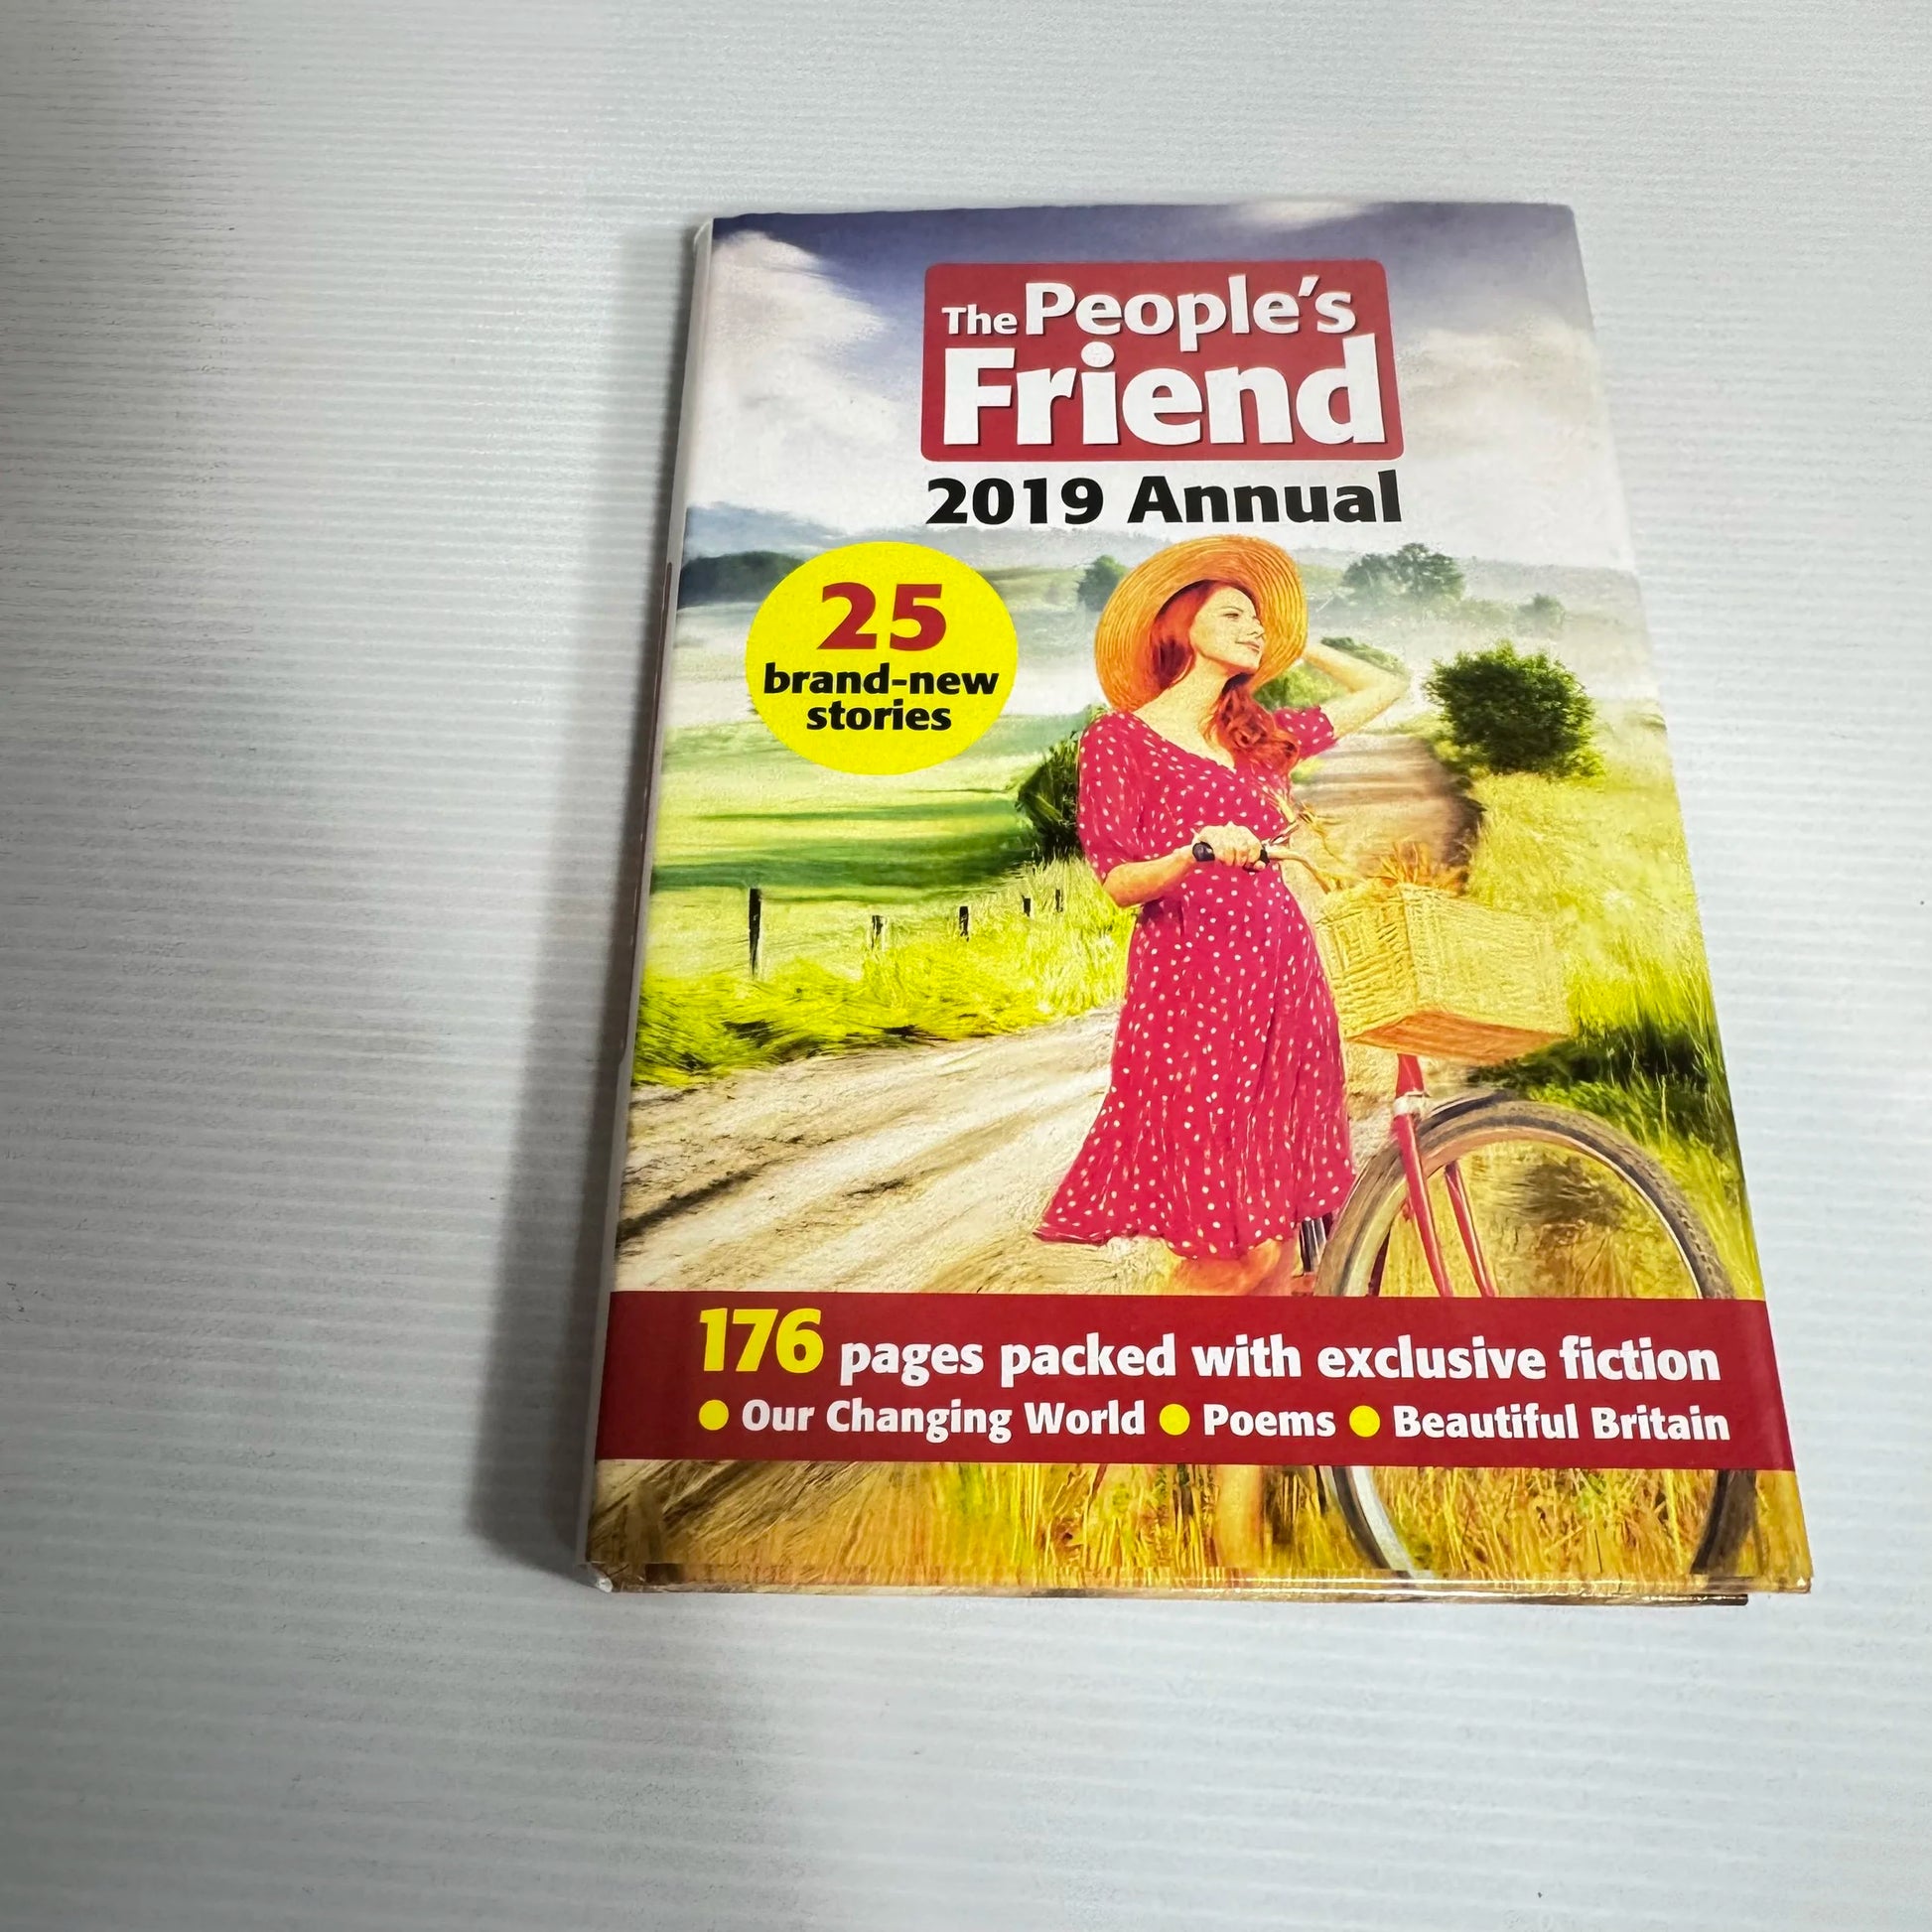 The People's
Friend
2019 Annual
25
brand-new
stories
176 pages packed with exclusive fiction
● Our Changing World ● Poems ● Beautiful Britain